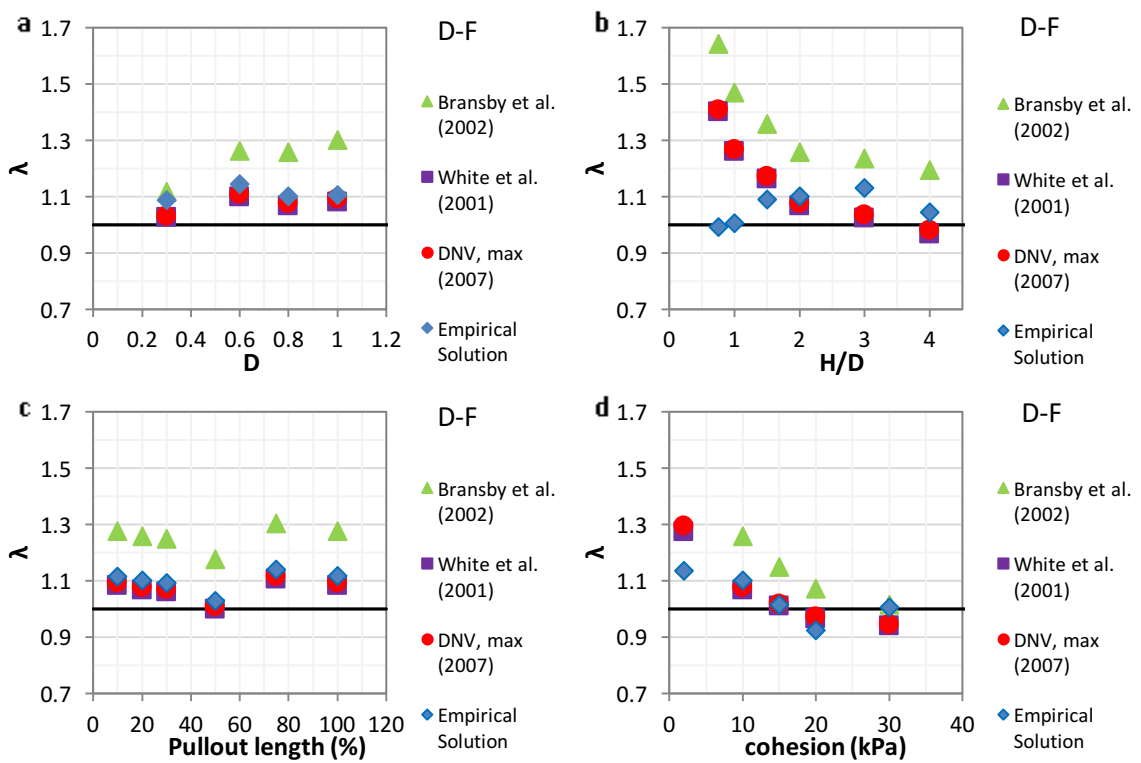 a
D-F
1.7
1.5
1.3
1.1
0.9
0.7
λ
0 0.2 0.4 0.6 0.8 1 1.2
D
Bransby et al.
(2002)
White et al.
(2001)
DNV, max
(2007)
Empirical
Solution
b
D-F
1.7
1.5
1.3
1.1
0.9
0.7
λ
0 1 2 3 4
H/D
Bransby et al.
(2002)
White et al.
(2001)
DNV, max
(2007)
Empirical
Solution
c
D-F
1.7
1.5
1.3
1.1
0.9
0.7
λ
0 20 40 60 80 100 120
Pullout length (%)
Bransby et al.
(2002)
White et al.
(2001)
DNV, max
(2007)
Empirical
Solution
d
D-F
1.7
1.5
1.3
1.1
0.9
0.7
λ
0 10 20 30 40
cohesion (kPa)
Bransby et al.
(2002)
White et al.
(2001)
DNV, max
(2007)
Empirical
Solution